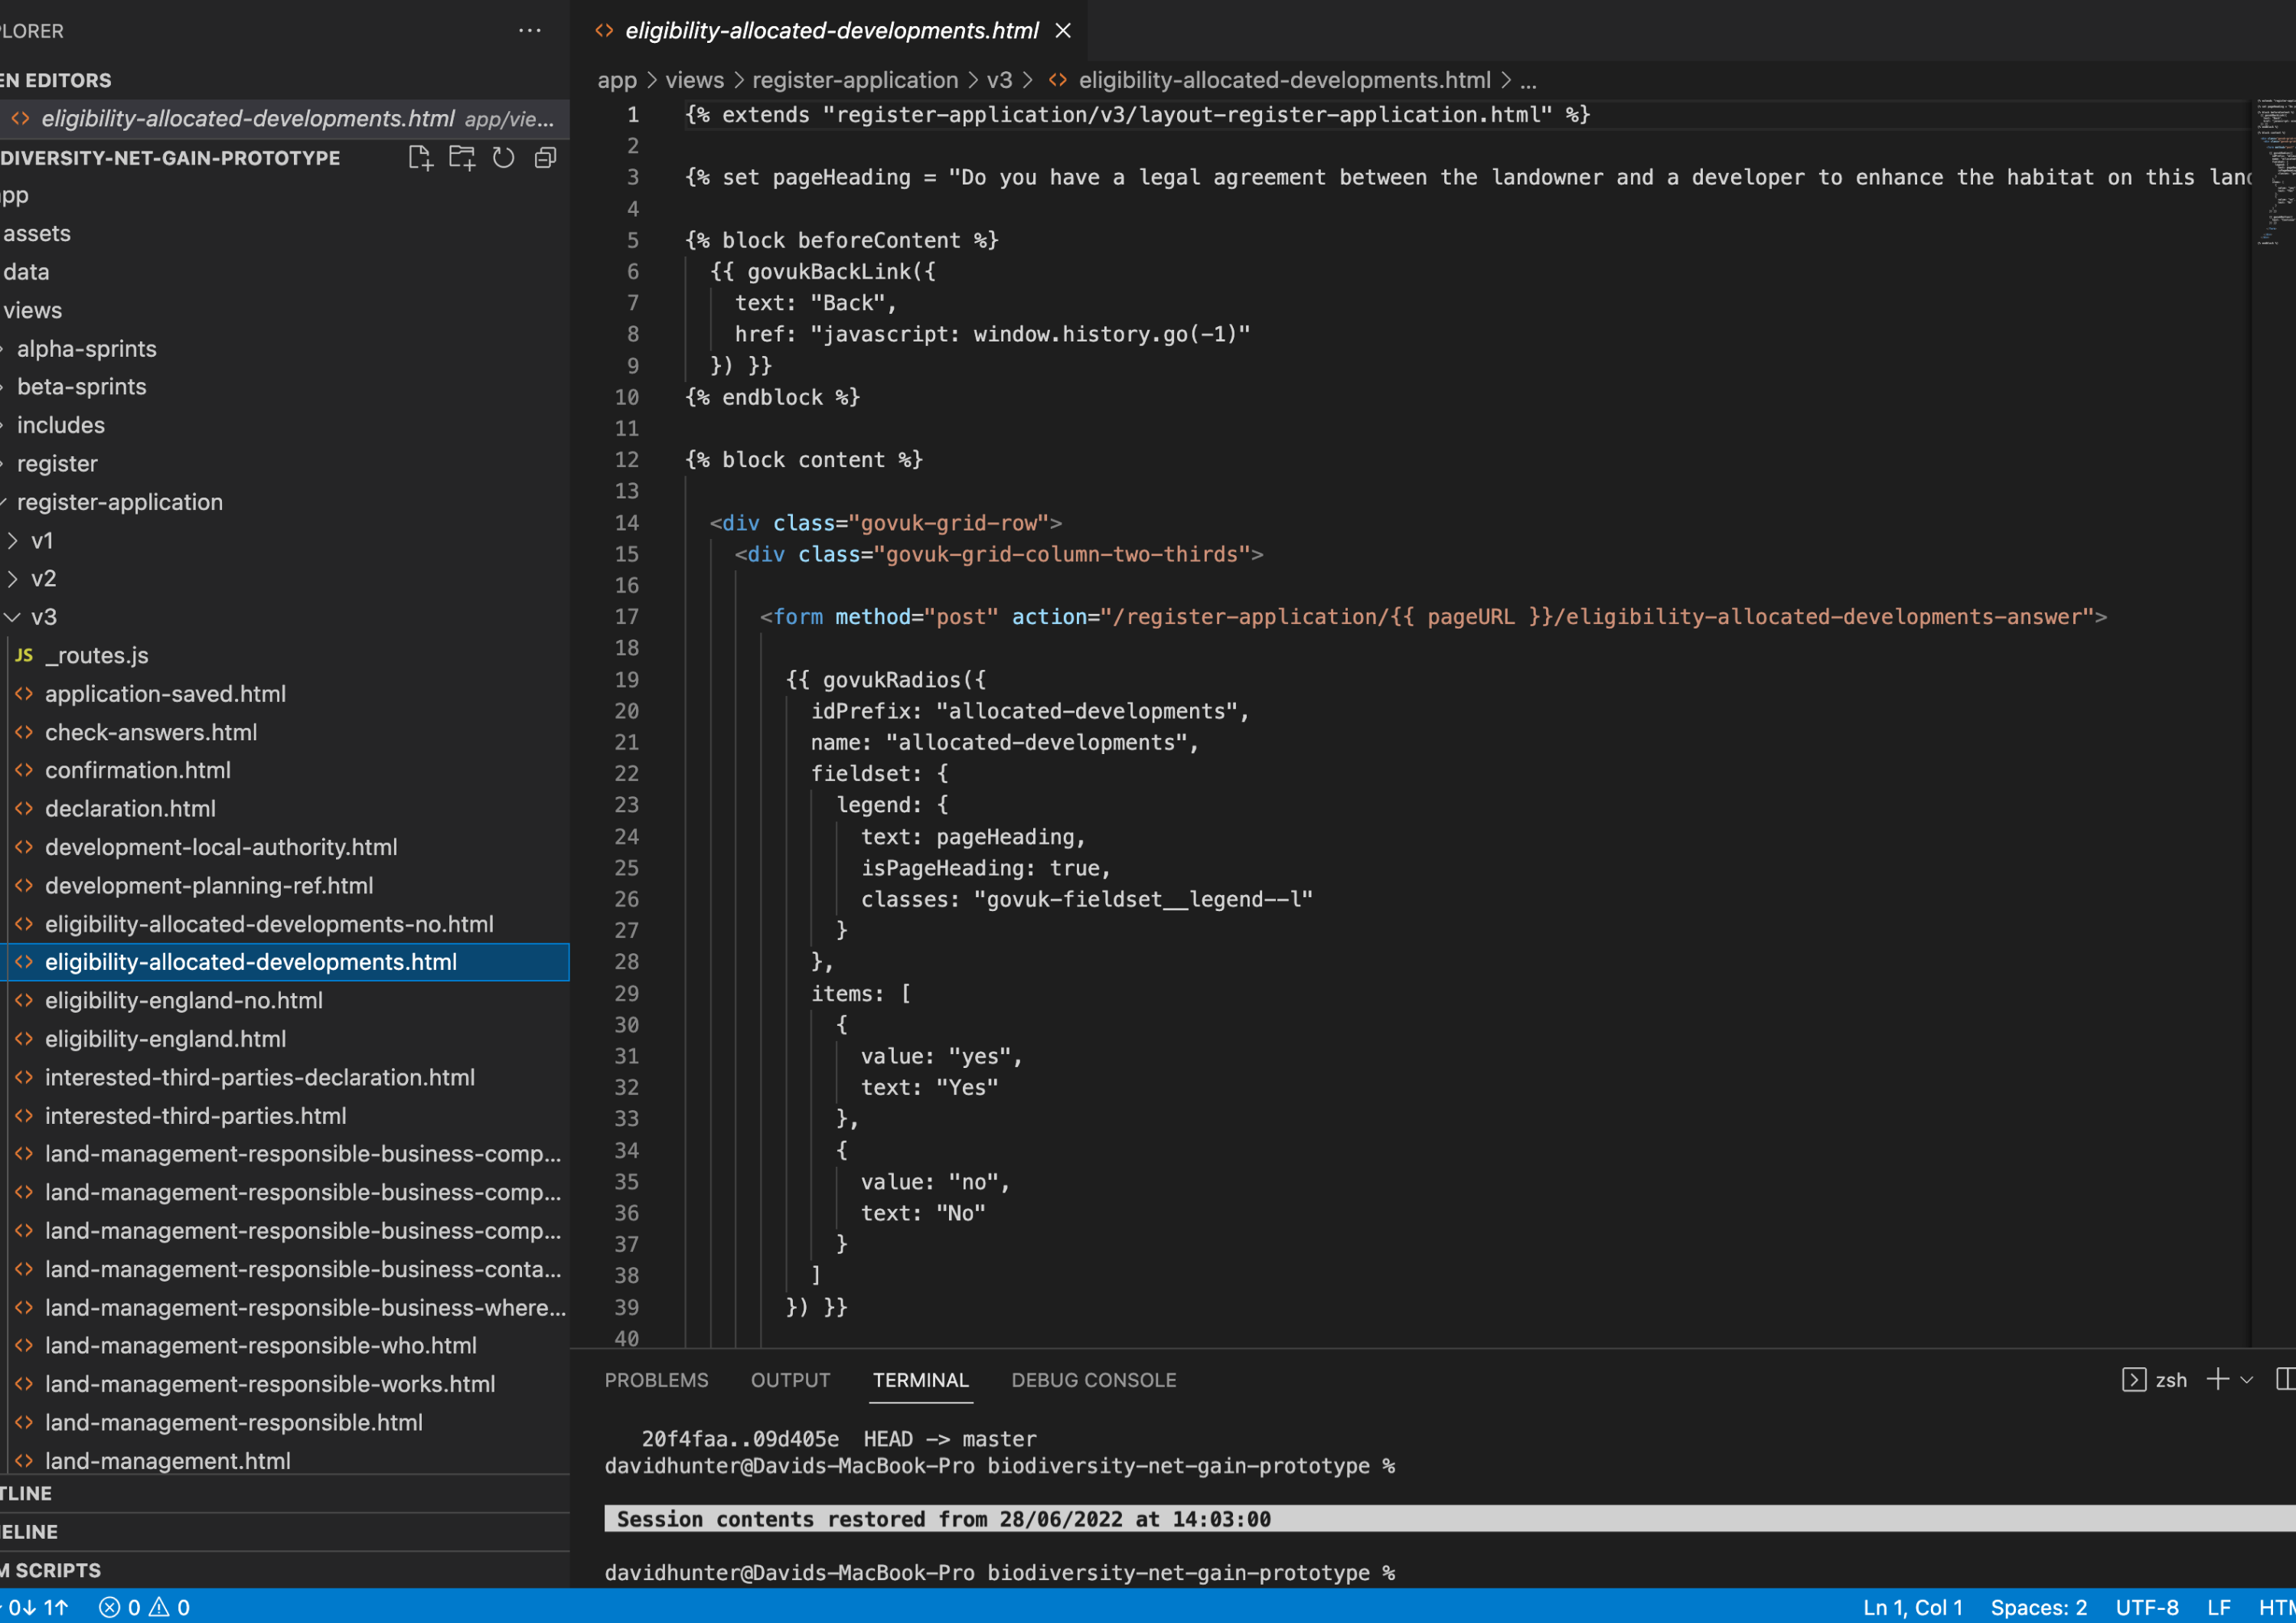 LORER
EN EDITORS
eligibility-allocated-developments.html app/vie...
DIVERSITY-NET-GAIN-PROTOTYPE
pp
assets
data
views
alpha-sprints
beta-sprints
includes
register
register-application
v1
v2
v3
JS _routes.js
application-saved.html
check-answers.html
confirmation.html
declaration.html
development-local-authority.html
development-planning-ref.html
eligibility-allocated-developments-no.html
eligibility-allocated-developments.html
eligibility-england-no.html
eligibility-england.html
interested-third-parties-declaration.html
interested-third-parties.html
land-management-responsible-business-comp...
land-management-responsible-business-comp...
land-management-responsible-business-comp...
land-management-responsible-business-conta...
land-management-responsible-business-where...
land-management-responsible-who.html
land-management-responsible-works.html
land-management-responsible.html
land-management.html
TLINE
ELINE
M SCRIPTS
eligibility-allocated-developments.html
app > views > register-application > v3 > <> eligibility-allocated-developments.html > ...
1 {% extends "register-application/v3/layout-register-application.html" %}
2
3 {% set pageHeading = "Do you have a legal agreement between the landowner and a developer to enhance the habitat on this land
4
5 {% block beforeContent %}
6 {{ govukBackLink({
7 text: "Back",
8 href: "javascript: window.history.go(-1)"
9 }) }}
10 {% endblock %}
11
12 {% block content %}
13
14 <div class="govuk-grid-row">
15 <div class="govuk-grid-column-two-thirds">
16
17 <form method="post" action="/register-application/{{ pageURL }}/eligibility-allocated-developments-answer">
18
19 {{ govukRadios({
20 idPrefix: "allocated-developments",
21 name: "allocated-developments",
22 fieldset: {
23 legend: {
24 text: pageHeading,
25 isPageHeading: true,
26 classes: "govuk-fieldset__legend--l"
27 }
28 },
29 items: [
30 {
31 value: "yes",
32 text: "Yes"
33 },
34 {
35 value: "no",
36 text: "No"
37 }
38 ]
39 }) }}
40
PROBLEMS OUTPUT TERMINAL DEBUG CONSOLE zsh
20f4faa..09d405e HEAD -> master
davidhunter@Davids-MacBook-Pro biodiversity-net-gain-prototype %
Session contents restored from 28/06/2022 at 14:03:00
davidhunter@Davids-MacBook-Pro biodiversity-net-gain-prototype %
0↓ 1↑ 0 0 Ln 1, Col 1 Spaces: 2 UTF-8 LF HTM